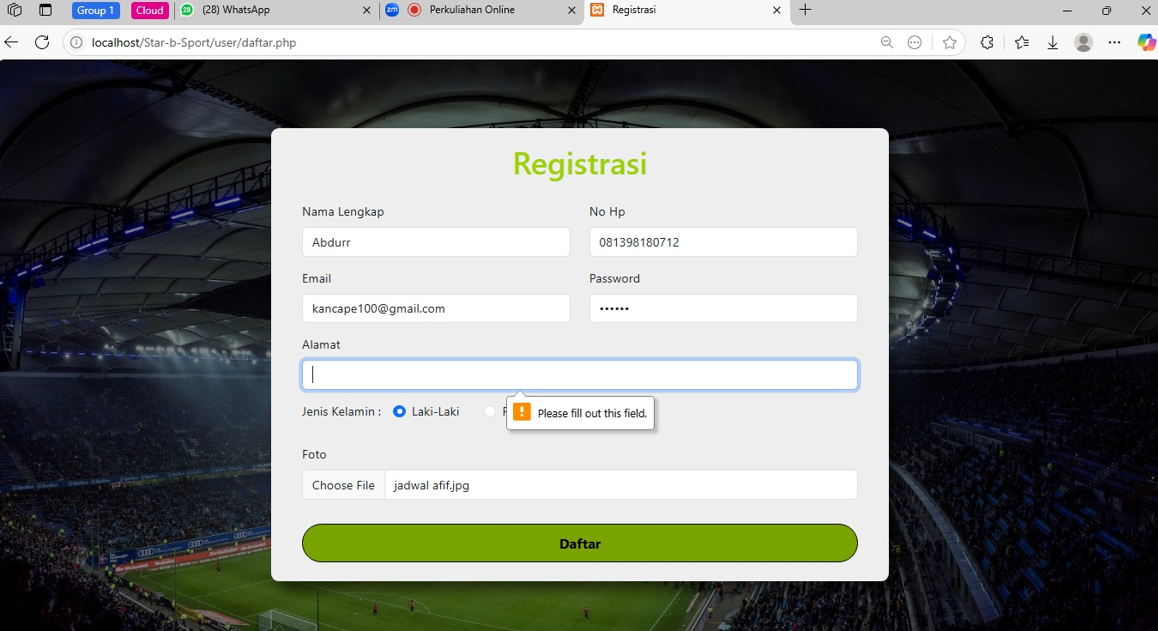 Group 1
Cloud
(28) WhatsApp
zm
Perkuliahan Online
Registrasi
localhost/Star-b-Sport/user/daftar.php
Registrasi
Nama Lengkap
No Hp
Abdurr
081398180712
Email
Password
kancape100@gmail.com
••••••
Alamat
Jenis Kelamin :
Laki-Laki
Please fill out this field.
Foto
Choose File
jadwal afif.jpg
Daftar